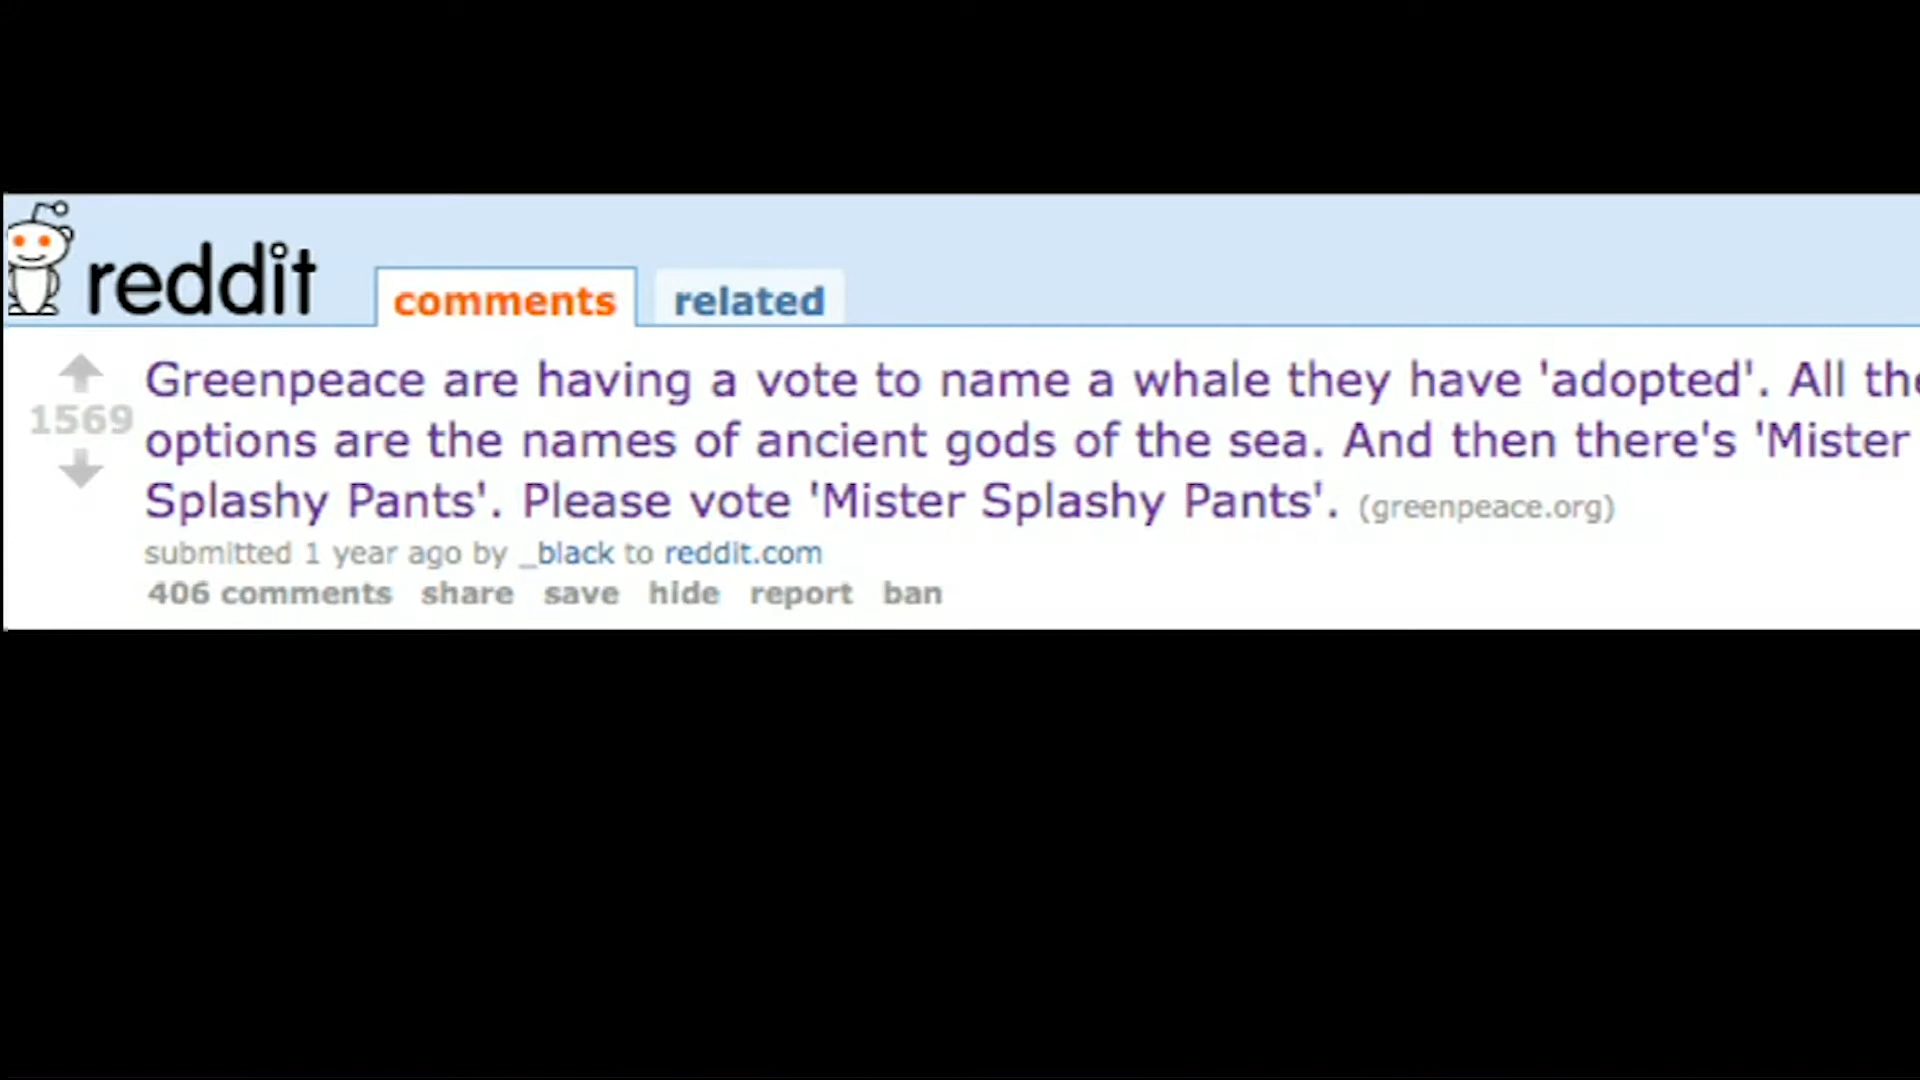 reddit comments related
Greenpeace are having a vote to name a whale they have 'adopted'. All the
1569
options are the names of ancient gods of the sea. And then there's 'Mister
Splashy Pants'. Please vote 'Mister Splashy Pants'. (greenpeace.org)
submitted 1 year ago by _black to reddit.com
406 comments share save hide report ban